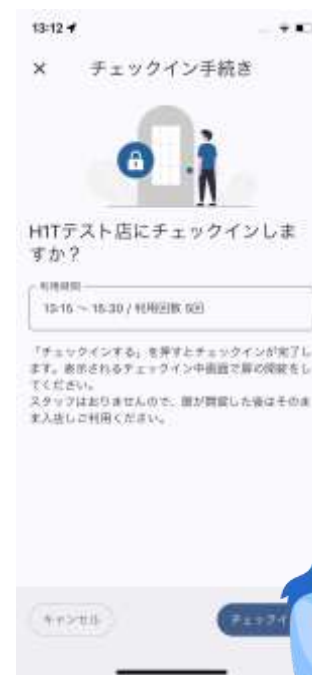 13:12
チェックイン手続き
H1Tテスト店にチェックインしま
すか？
利用時間
13:15 ～ 15:30 / 利用回数 5回
「チェックインする」を押すとチェックインが完了し
ます。表示されるチェックイン中画面で扉の開錠をし
てください。
スタッフはおりませんので、扉が開錠した後はそのま
ま入店しご利用ください。
キャンセル
チェックイ